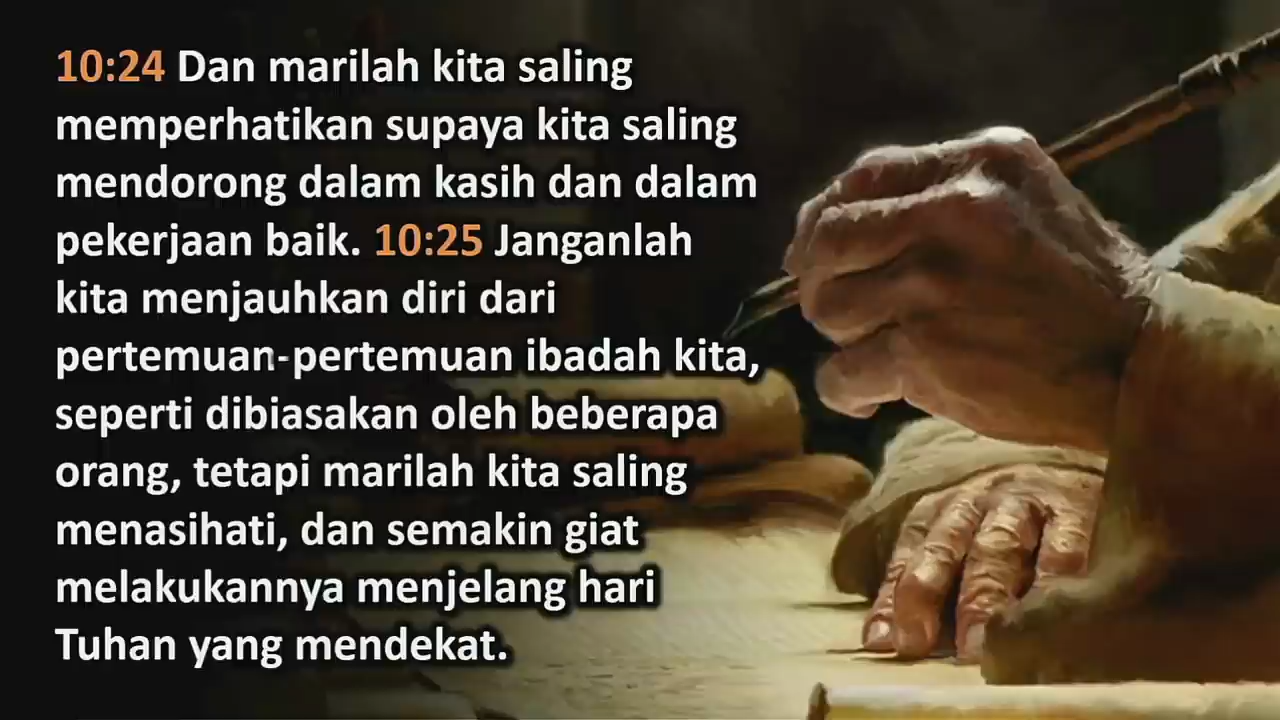 10:24 Dan marilah kita saling
memperhatikan supaya kita saling
mendorong dalam kasih dan dalam
pekerjaan baik. 10:25 Janganlah
kita menjauhkan diri dari
pertemuan-pertemuan ibadah kita,
seperti dibiasakan oleh beberapa
orang, tetapi marilah kita saling
menasihati, dan semakin giat
melakukannya menjelang hari
Tuhan yang mendekat.